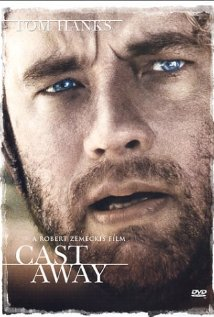 TOM HANKS
A ROBERT ZEMECKIS FILM
CAST
AWAY
DVD